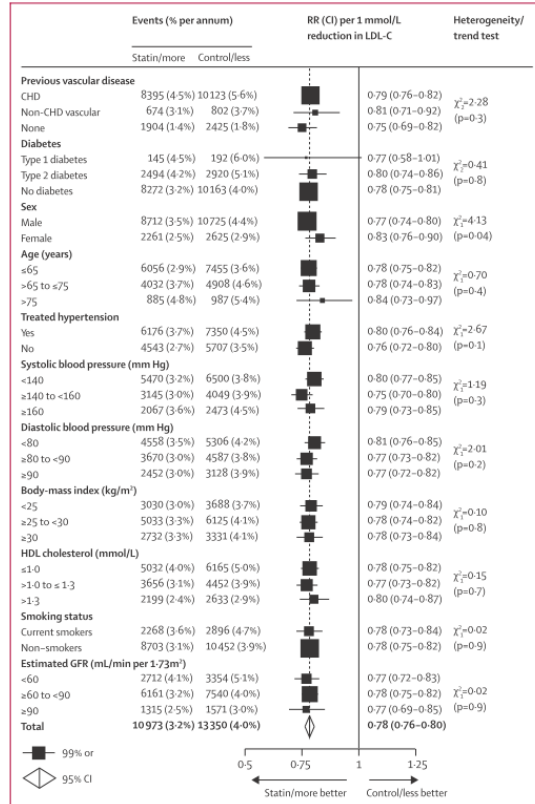 Events (% per annum) RR (CI) per 1 mmol/L Heterogeneity/
reduction in LDL-C trend test
Statin/more Control/less
Previous vascular disease
CHD 8395 (4·5%) 10 123 (5·6%) 0·79 (0·76–0·82)
Non-CHD vascular 674 (3·1%) 802 (3·7%) 0·81 (0·71–0·92) χ²₂=2·28
None 1904 (1·4%) 2425 (1·8%) 0·75 (0·69–0·82) (p=0·3)
Diabetes
Type 1 diabetes 145 (4·5%) 192 (6·0%) 0·77 (0·58–1·01)
Type 2 diabetes 2494 (4·2%) 2920 (5·1%) 0·80 (0·74–0·86) =0·41
No diabetes 8272 (3·2%) 10 163 (4·0%) 0·78 (0·75–0·81) (p=0·8)
Sex
Male 8712 (3·5%) 10 725 (4·4%) 0·77 (0·74–0·80) =4·13
Female 2261 (2·5%) 2625 (2·9%) 0·83 (0·76–0·90) (p=0·04)
Age (years)
≤65 6056 (2·9%) 7455 (3·6%) 0·78 (0·75–0·82)
>65 to ≤75 4032 (3·7%) 4908 (4·6%) 0·78 (0·74–0·83) =0·70
>75 885 (4·8%) 987 (5·4%) 0·84 (0·73–0·97) (p=0·4)
Treated hypertension
Yes 6176 (3·7%) 7350 (4·5%) 0·80 (0·76–0·84) =2·67
No 4543 (2·7%) 5707 (3·5%) 0·76 (0·72–0·80) (p=0·1)
Systolic blood pressure (mm Hg)
<140 5470 (3·2%) 6500 (3·8%) 0·80 (0·77–0·85)
≥140 to <160 3145 (3·0%) 4049 (3·9%) 0·75 (0·70–0·80) =1·19
≥160 2067 (3·6%) 2473 (4·5%) 0·79 (0·73–0·85) (p=0·3)
Diastolic blood pressure (mm Hg)
<80 4558 (3·5%) 5306 (4·2%) 0·81 (0·76–0·85)
≥80 to <90 3670 (3·0%) 4587 (3·8%) 0·77 (0·73–0·82) =2·01
≥90 2452 (3·0%) 3128 (3·9%) 0·77 (0·72–0·82) (p=0·2)
Body-mass index (kg/m²)
<25 3030 (3·0%) 3688 (3·7%) 0·79 (0·74–0·84)
≥25 to <30 5033 (3·3%) 6125 (4·1%) 0·78 (0·74–0·82) =0·10
≥30 2732 (3·3%) 3331 (4·1%) 0·78 (0·73–0·84) (p=0·8)
HDL cholesterol (mmol/L)
≤1·0 5032 (4·0%) 6165 (5·0%) 0·78 (0·75–0·82)
>1·0 to ≤ 1·3 3656 (3·1%) 4452 (3·9%) 0·77 (0·73–0·82) =0·15
>1·3 2199 (2·4%) 2633 (2·9%) 0·80 (0·74–0·87) (p=0·7)
Smoking status
Current smokers 2268 (3·6%) 2896 (4·7%) 0·78 (0·73–0·84) =0·02
Non–smokers 8703 (3·1%) 10 452 (3·9%) 0·78 (0·75–0·82) (p=0·9)
Estimated GFR (mL/min per 1·73m²)
<60 2712 (4·1%) 3354 (5·1%) 0·77 (0·72–0·83)
≥60 to <90 6161 (3·2%) 7540 (4·0%) 0·78 (0·75–0·82) =0·02
≥90 1315 (2·5%) 1571 (3·0%) 0·77 (0·69–0·85) (p=0·9)
Total 10 973 (3·2%) 13 350 (4·0%) 0·78 (0·76–0·80)
99% or
95% CI
0·5 0·75 1 1·25
Statin/more better Control/less better